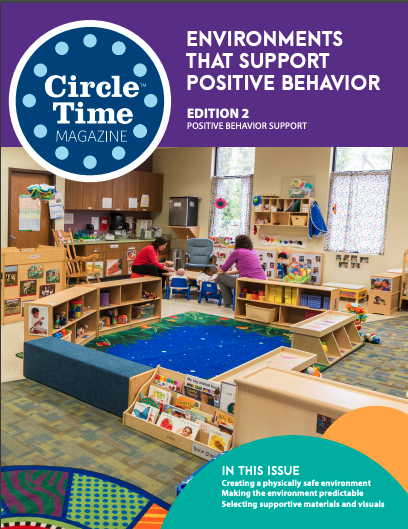 ENVIRONMENTS
THAT SUPPORT
POSITIVE BEHAVIOR
Circle
Time™
MAGAZINE
EDITION 2
POSITIVE BEHAVIOR SUPPORT
IN THIS ISSUE
Creating a physically safe environment
Making the environment predictable
Selecting supportive materials and visuals